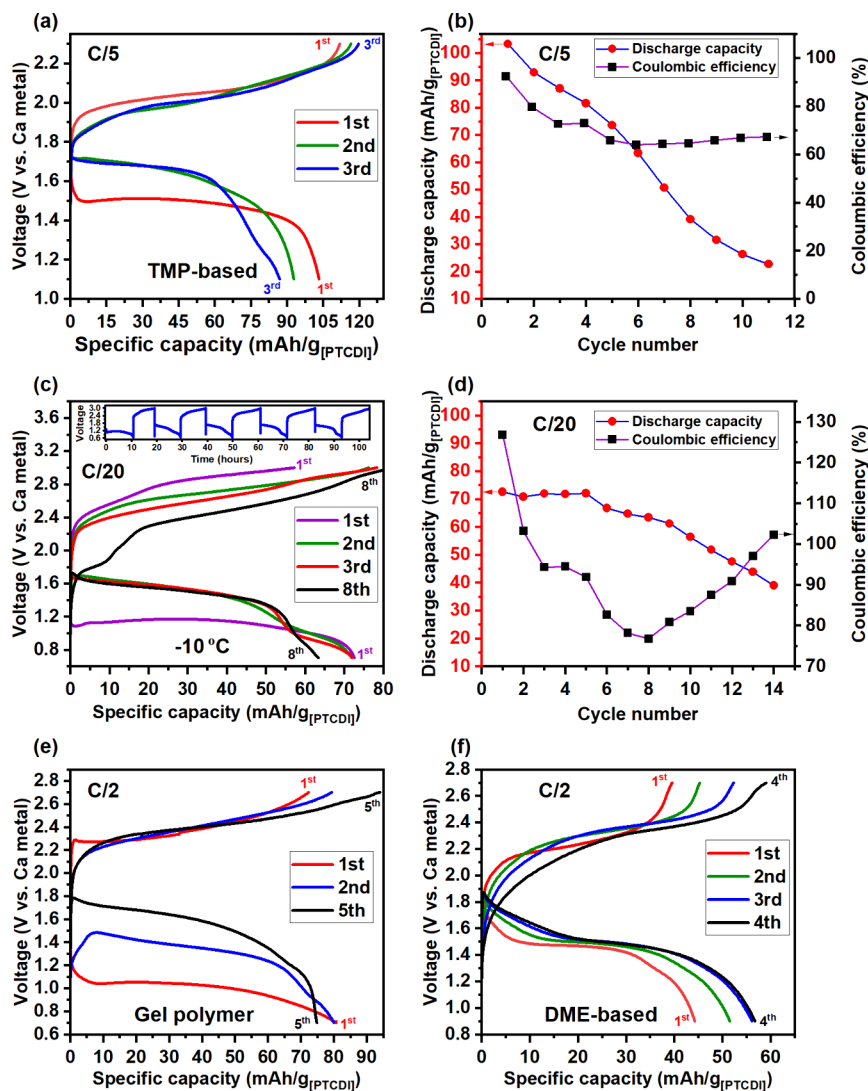 (a)
C/5
1st
3rd
2.2
2.0
1.8
1.6
1.4
1.2
1.0
Voltage (V vs. Ca metal)
1st
2nd
3rd
TMP-based
3rd
1st
0 15 30 45 60 75 90 105 120
Specific capacity (mAh/g[PTCDI])
(b)
C/5
Discharge capacity
Coulombic efficiency
100
90
80
70
60
50
40
30
20
10
Discharge capacity (mAh/g[PTCDI])
100
80
60
40
20
0
Coloumbic efficiency (%)
0 2 4 6 8 10 12
Cycle number
(c)
Voltage
3.0
2.4
1.8
1.2
0.6
0 20 40 60 80 100
Time (hours)
C/20
1st
8th
3.6
3.2
2.8
2.4
2.0
1.6
1.2
0.8
Voltage (V vs. Ca metal)
1st
2nd
3rd
8th
-10 °C
8th
1st
0 10 20 30 40 50 60 70 80
Specific capacity (mAh/g[PTCDI])
(d)
C/20
Discharge capacity
Coulombic efficiency
100
90
80
70
60
50
40
30
20
10
Discharge capacity (mAh/g[PTCDI])
130
120
110
100
90
80
70
Coloumbic efficiency (%)
0 2 4 6 8 10 12 14
Cycle number
(e)
C/2
1st
5th
2.8
2.6
2.4
2.2
2.0
1.8
1.6
1.4
1.2
1.0
0.8
0.6
Voltage (V vs. Ca metal)
1st
2nd
5th
Gel polymer
5th
1st
0 10 20 30 40 50 60 70 80 90
Specific capacity (mAh/g[PTCDI])
(f)
C/2
1st
4th
2.8
2.6
2.4
2.2
2.0
1.8
1.6
1.4
1.2
1.0
0.8
Voltage (V vs. Ca metal)
1st
2nd
3rd
4th
DME-based
1st
4th
0 10 20 30 40 50 60
Specific capacity (mAh/g[PTCDI])